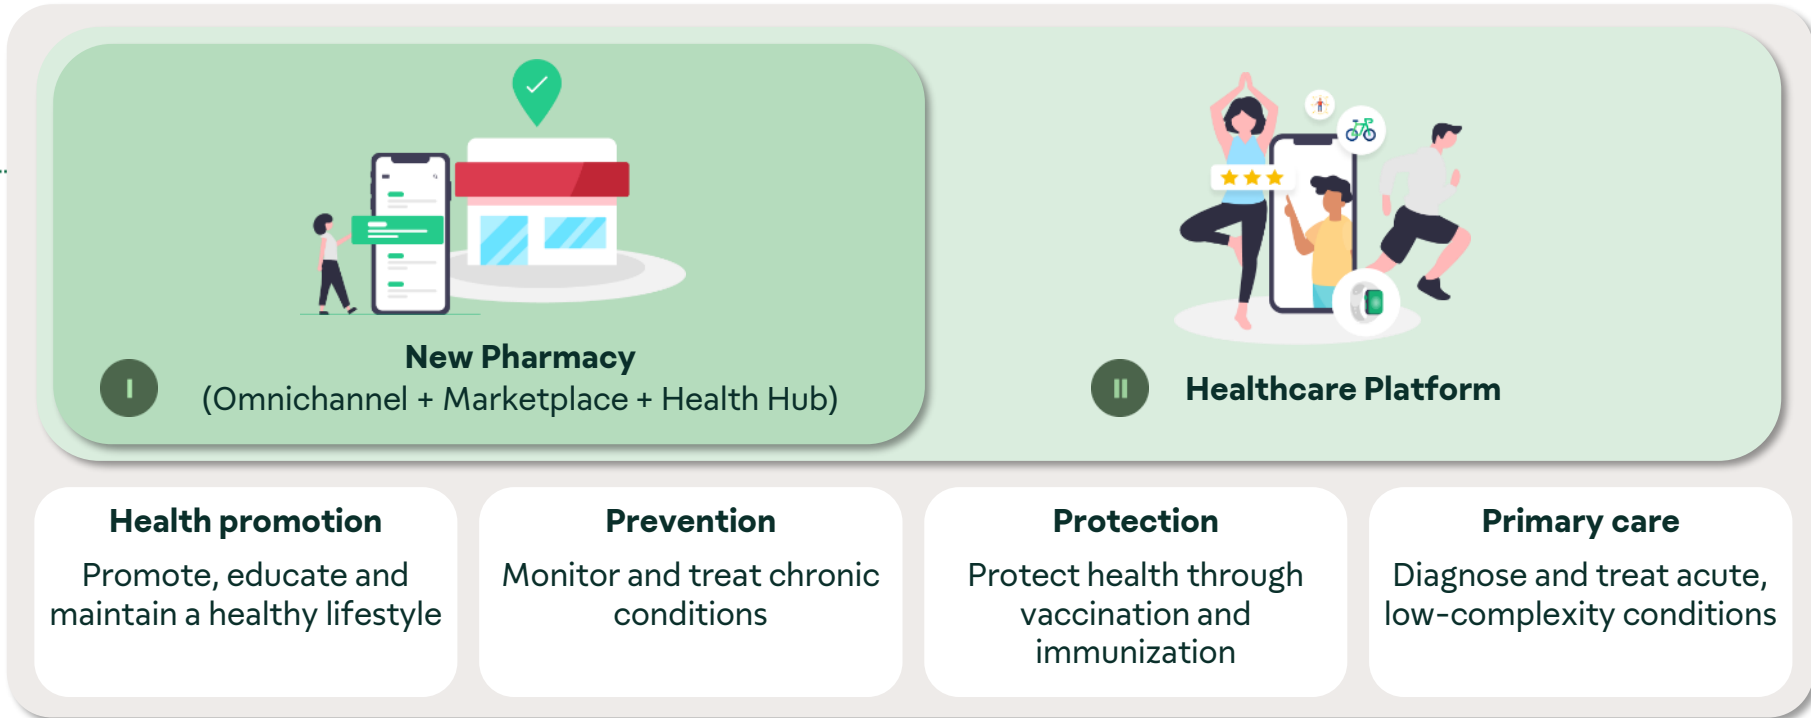 New Pharmacy
I
(Omnichannel + Marketplace + Health Hub)
II
Healthcare Platform
Health promotion
Promote, educate and
maintain a healthy lifestyle
Prevention
Monitor and treat chronic
conditions
Protection
Protect health through
vaccination and
immunization
Primary care
Diagnose and treat acute,
low-complexity conditions